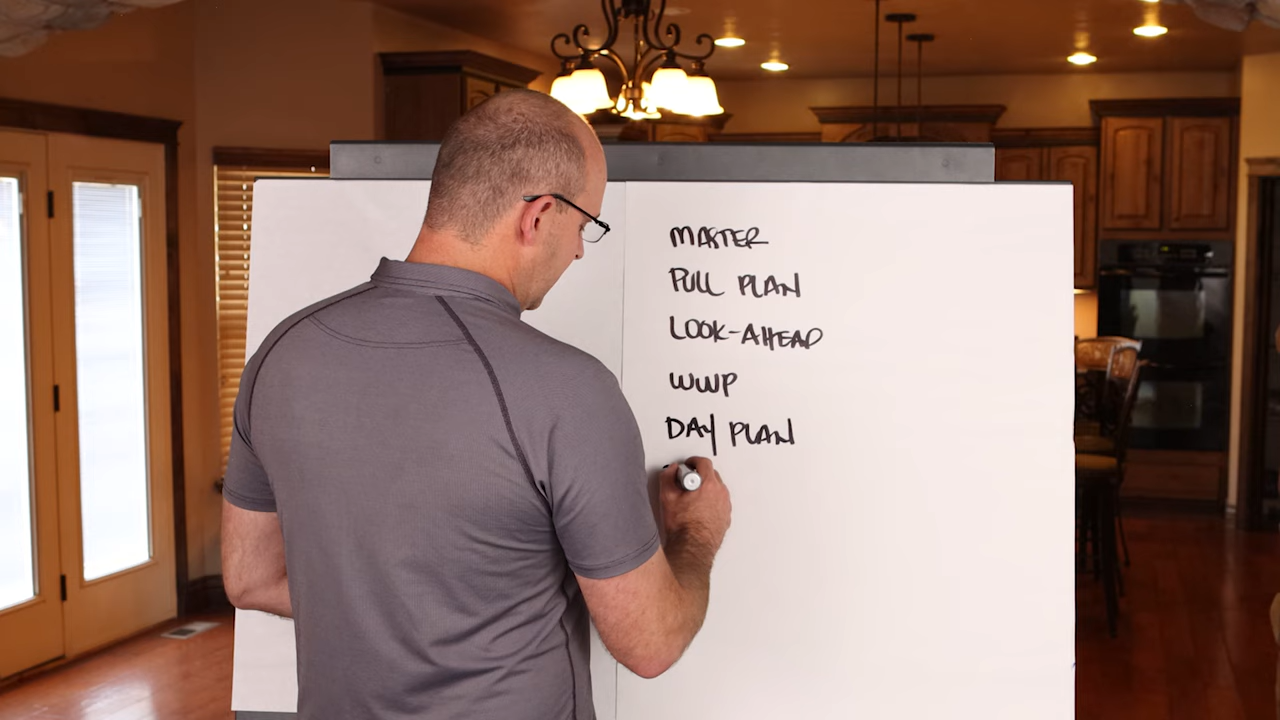 MASTER
PULL PLAN
LOOK-AHEAD
WWP
DAY PLAN